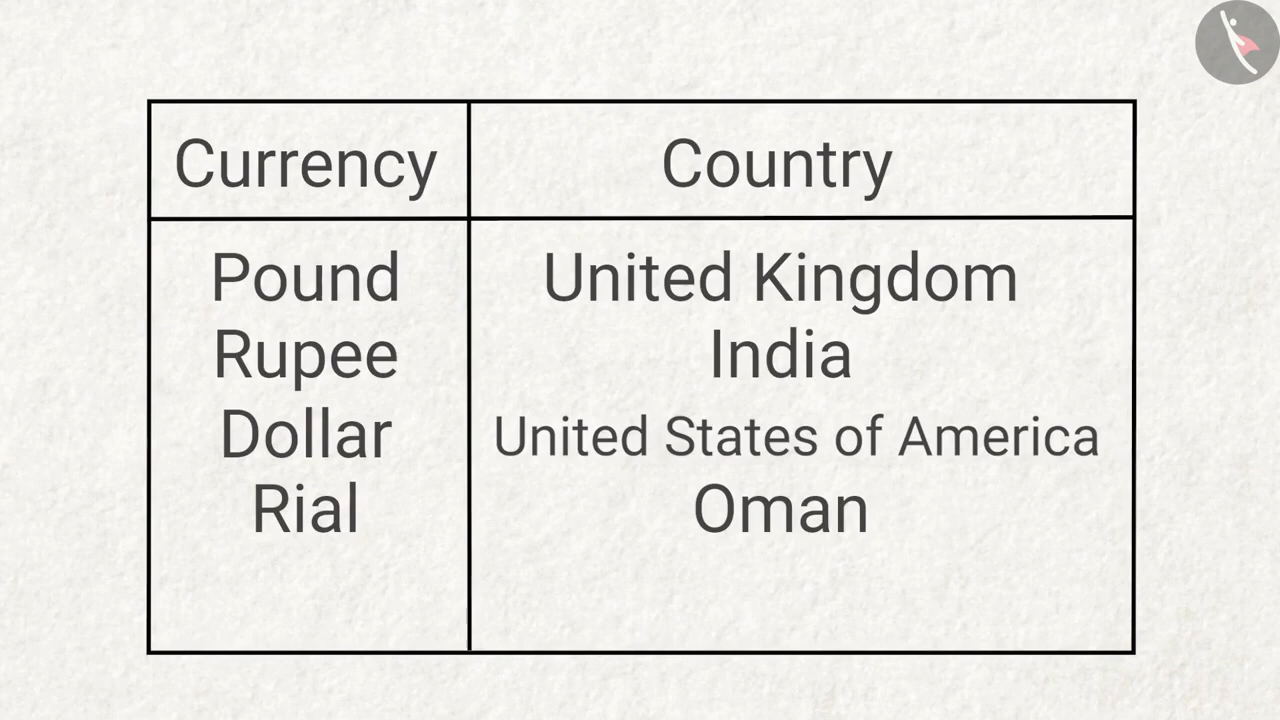 Currency Country
Pound United Kingdom
Rupee India
Dollar United States of America
Rial Oman